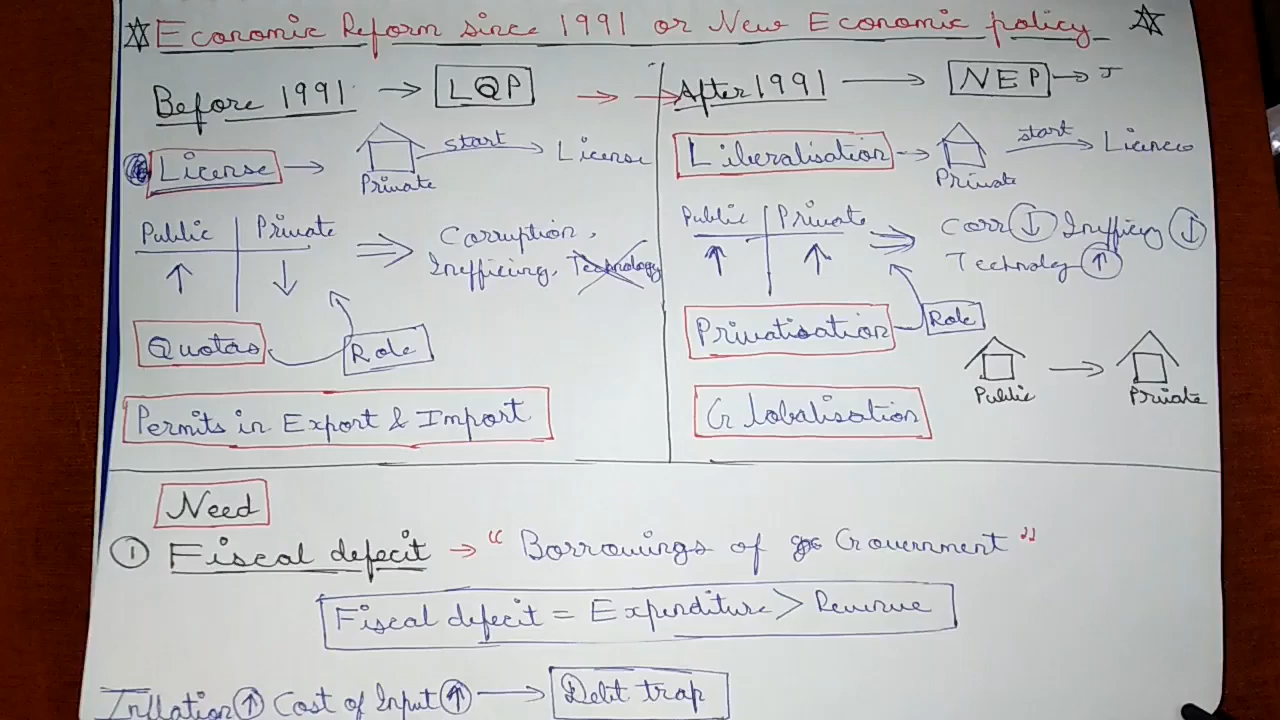 Economic Reform since 1991 or New Economic policy
Before 1991 → LQP
License → Private start → License
Public Private
Corruption,
Inefficing, Technology
Quotas
Role
Permits in Export & Import
After 1991 → NEP →
Liberalisation → Private start → Licence
Public Private
Corr ↓ Inefficing ↓
Technology ↑
Privatisation
Role
Public → Private
Globalisation
Need
① Fiscal deficit → "Borrowings of Government"
Fiscal deficit = Expenditure > Revenue
Inflation ↑ Cost of Input ↑ → Debt trap